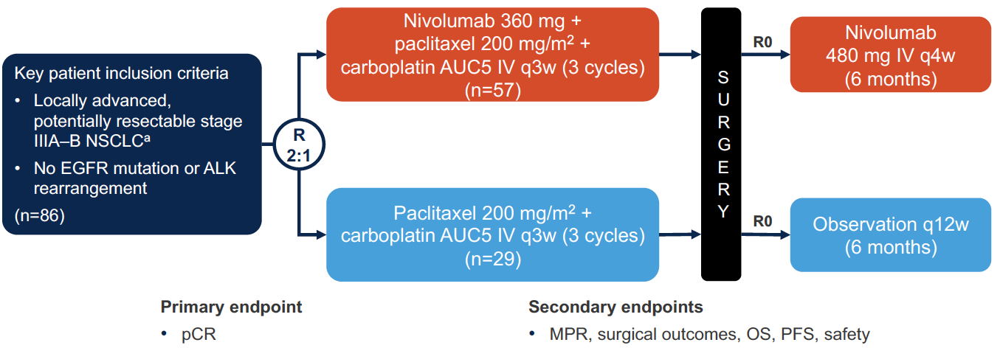 Key patient inclusion criteria
• Locally advanced,
potentially resectable stage
IIIA–B NSCLCᵃ
• No EGFR mutation or ALK
rearrangement
(n=86)
R
2:1
Nivolumab 360 mg +
paclitaxel 200 mg/m² +
carboplatin AUC5 IV q3w (3 cycles)
(n=57)
Paclitaxel 200 mg/m² +
carboplatin AUC5 IV q3w (3 cycles)
(n=29)
S
U
R
G
E
R
Y
R0
Nivolumab
480 mg IV q4w
(6 months)
R0
Observation q12w
(6 months)
Primary endpoint
• pCR
Secondary endpoints
• MPR, surgical outcomes, OS, PFS, safety